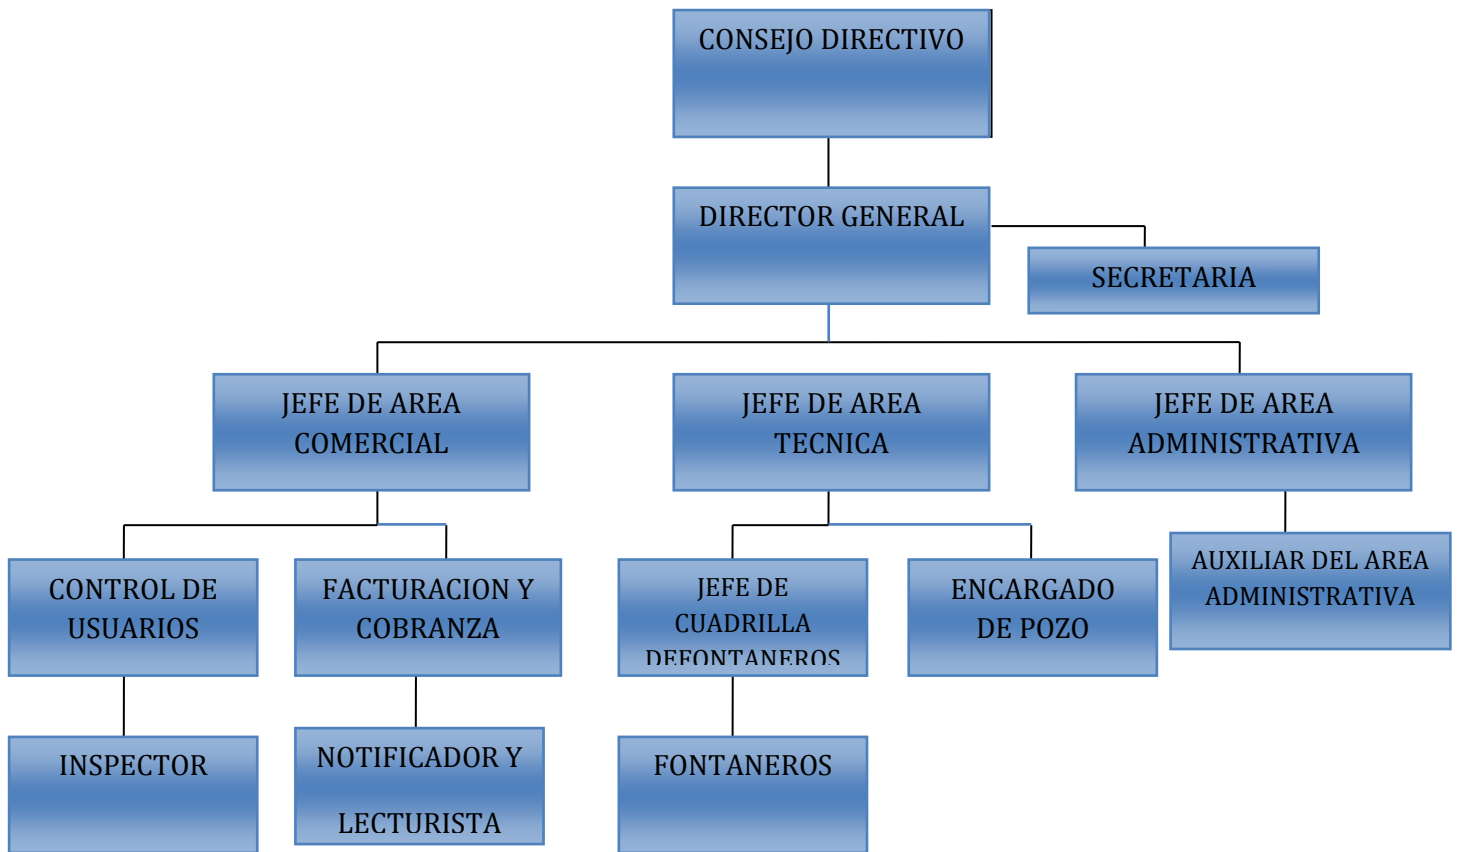 CONSEJO DIRECTIVO
DIRECTOR GENERAL
SECRETARIA
JEFE DE AREA
COMERCIAL
JEFE DE AREA
TECNICA
JEFE DE AREA
ADMINISTRATIVA
CONTROL DE
USUARIOS
FACTURACION Y
COBRANZA
JEFE DE
CUADRILLA
DEFONTANEROS
ENCARGADO
DE POZO
AUXILIAR DEL AREA
ADMINISTRATIVA
INSPECTOR
NOTIFICADOR Y
LECTURISTA
FONTANEROS